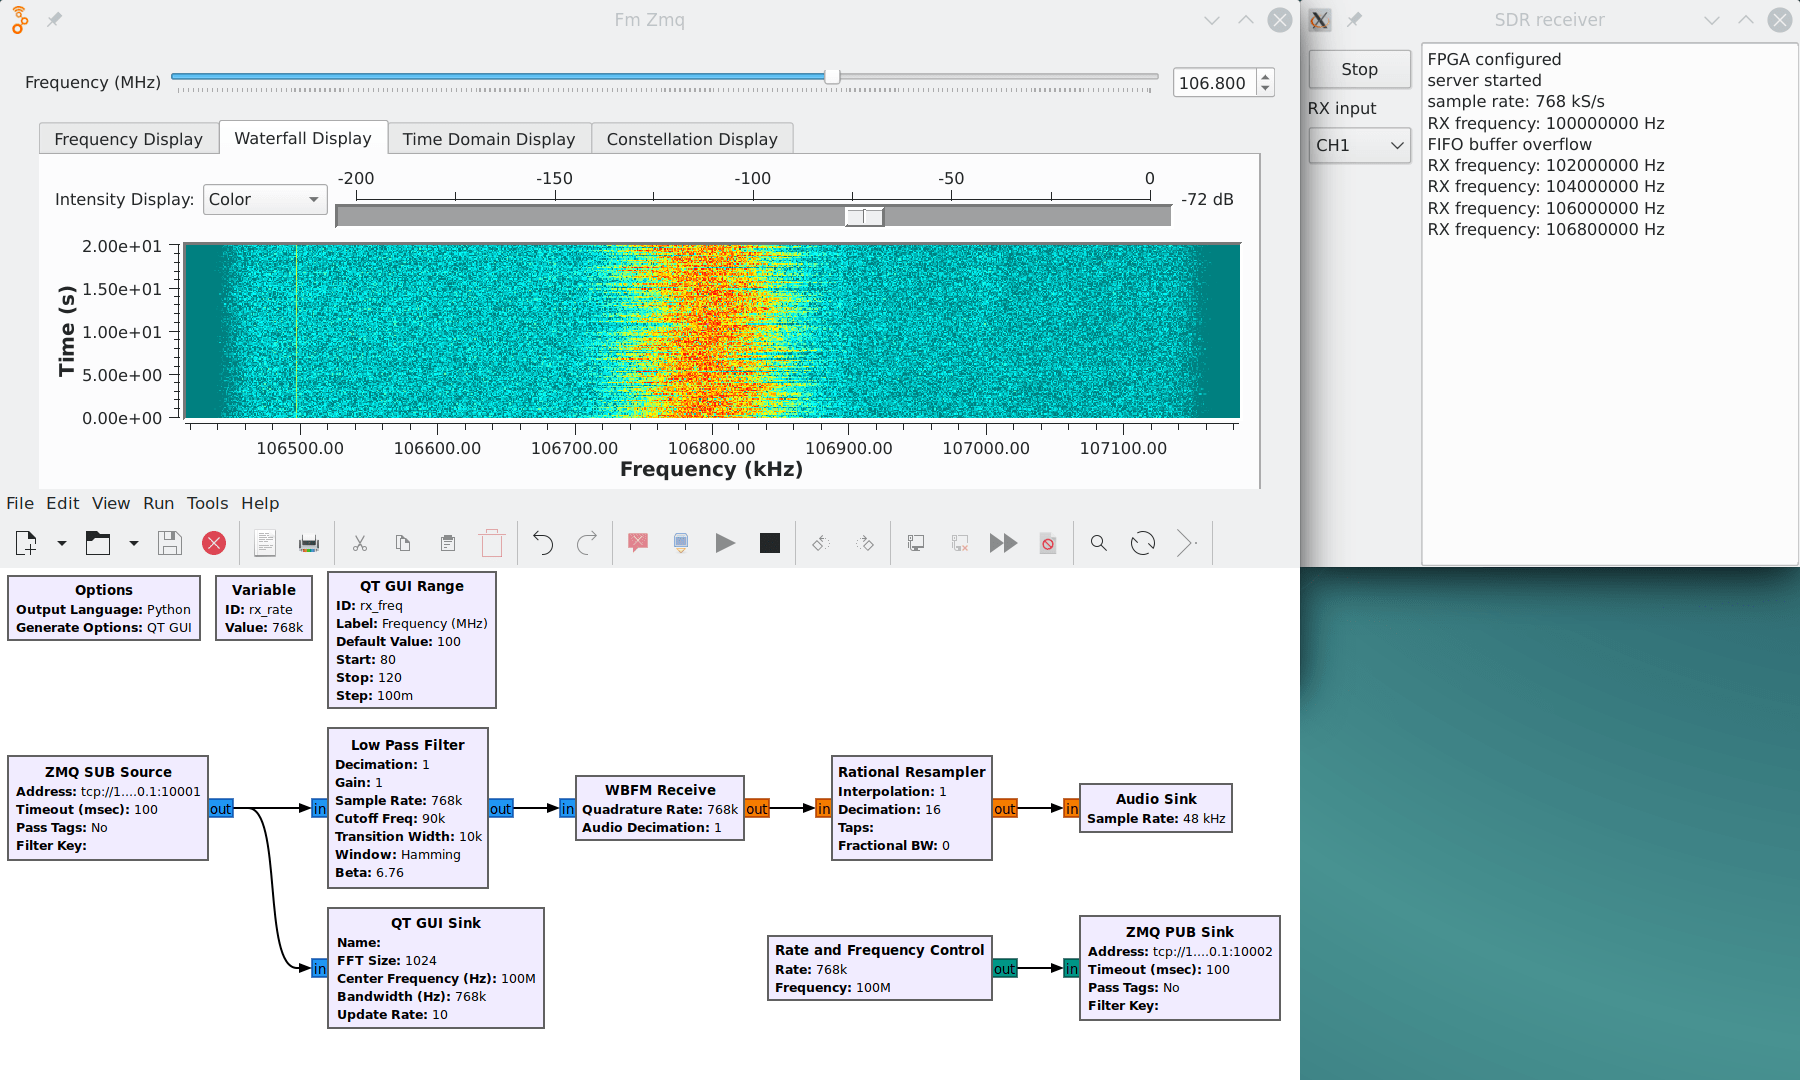 Fm Zmq
Frequency (MHz)
106.800
Frequency Display
Waterfall Display
Time Domain Display
Constellation Display
Intensity Display:
Color
-200 -150 -100 -50 0
-72 dB
2.00e+01
1.50e+01
1.00e+01
5.00e+00
0.00e+00
Time (s)
106500.00 106600.00 106700.00 106800.00 106900.00 107000.00 107100.00
Frequency (kHz)
SDR receiver
Stop
RX input
CH1
FPGA configured
server started
sample rate: 768 kS/s
RX frequency: 100000000 Hz
FIFO buffer overflow
RX frequency: 102000000 Hz
RX frequency: 104000000 Hz
RX frequency: 106000000 Hz
RX frequency: 106800000 Hz
File Edit View Run Tools Help
Options
Output Language: Python
Generate Options: QT GUI
Variable
ID: rx_rate
Value: 768k
QT GUI Range
ID: rx_freq
Label: Frequency (MHz)
Default Value: 100
Start: 80
Stop: 120
Step: 100m
ZMQ SUB Source
Address: tcp://1....0.1:10001
Timeout (msec): 100
Pass Tags: No
Filter Key:
out
in
Low Pass Filter
Decimation: 1
Gain: 1
Sample Rate: 768k
Cutoff Freq: 90k
Transition Width: 10k
Window: Hamming
Beta: 6.76
out
in
WBFM Receive
Quadrature Rate: 768k
Audio Decimation: 1
out
in
Rational Resampler
Interpolation: 1
Decimation: 16
Taps:
Fractional BW: 0
out
in
Audio Sink
Sample Rate: 48 kHz
in
QT GUI Sink
Name:
FFT Size: 1024
Center Frequency (Hz): 100M
Bandwidth (Hz): 768k
Update Rate: 10
Rate and Frequency Control
Rate: 768k
Frequency: 100M
out
in
ZMQ PUB Sink
Address: tcp://1....0.1:10002
Timeout (msec): 100
Pass Tags: No
Filter Key: